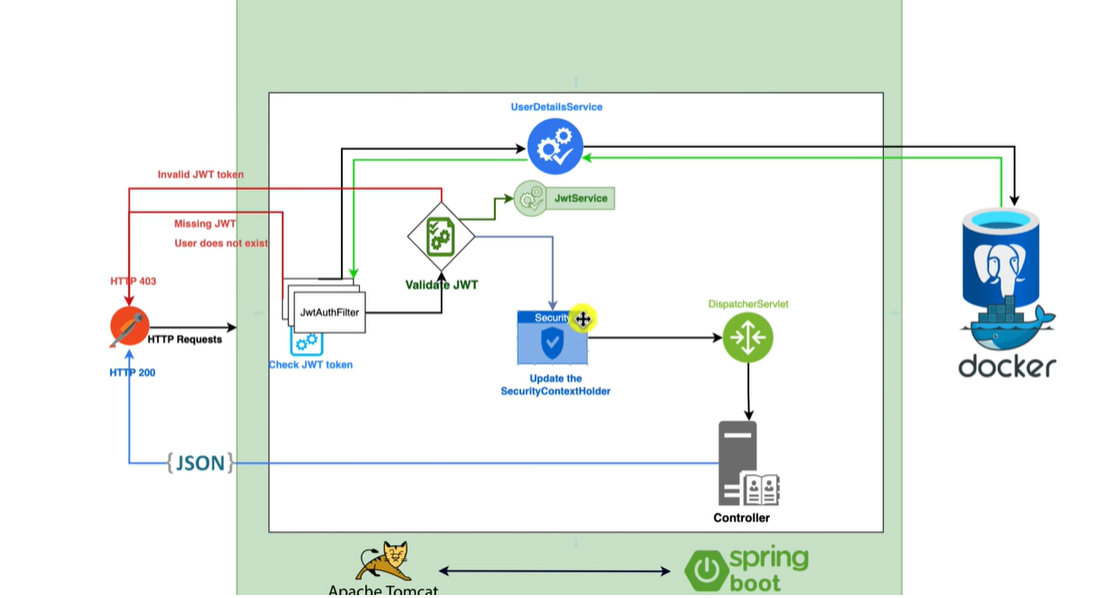 UserDetailsService
Invalid JWT token
JwtService
Missing JWT
User does not exist
HTTP 403
Validate JWT
JwtAuthFilter
DispatcherServlet
Security
HTTP Requests
Check JWT token
HTTP 200
Update the
SecurityContextHolder
docker
{JSON}
Controller
spring
boot
Apache Tomcat